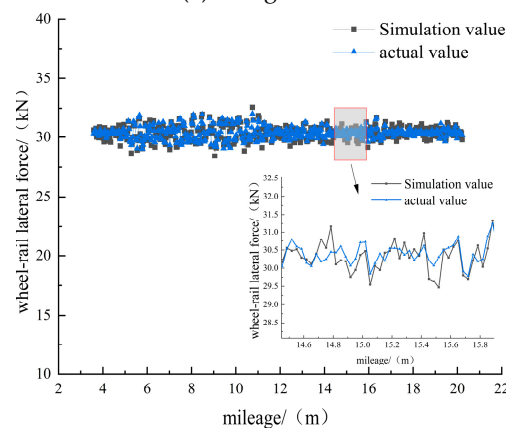 Simulation value
actual value
wheel-rail lateral force/（kN）
40
35
30
25
20
15
10
2 4 6 8 10 12 14 16 18 20 22
mileage/（m）
Simulation value
actual value
wheel-rail lateral force/（kN）
32.5
32.0
31.5
31.0
30.5
30.0
29.5
29.0
28.5
14.6 14.8 15.0 15.2 15.4 15.6 15.8
mileage/（m）